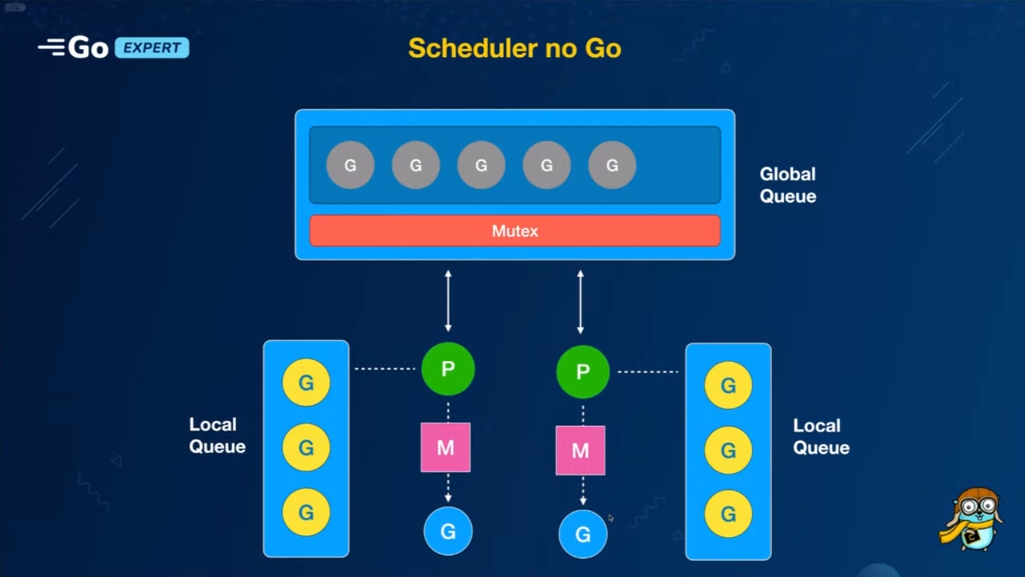 Go EXPERT
Scheduler no Go
G G G G G
Mutex
Global
Queue
Local
Queue
G
G
G
P
M
G
P
M
G
G
G
G
Local
Queue